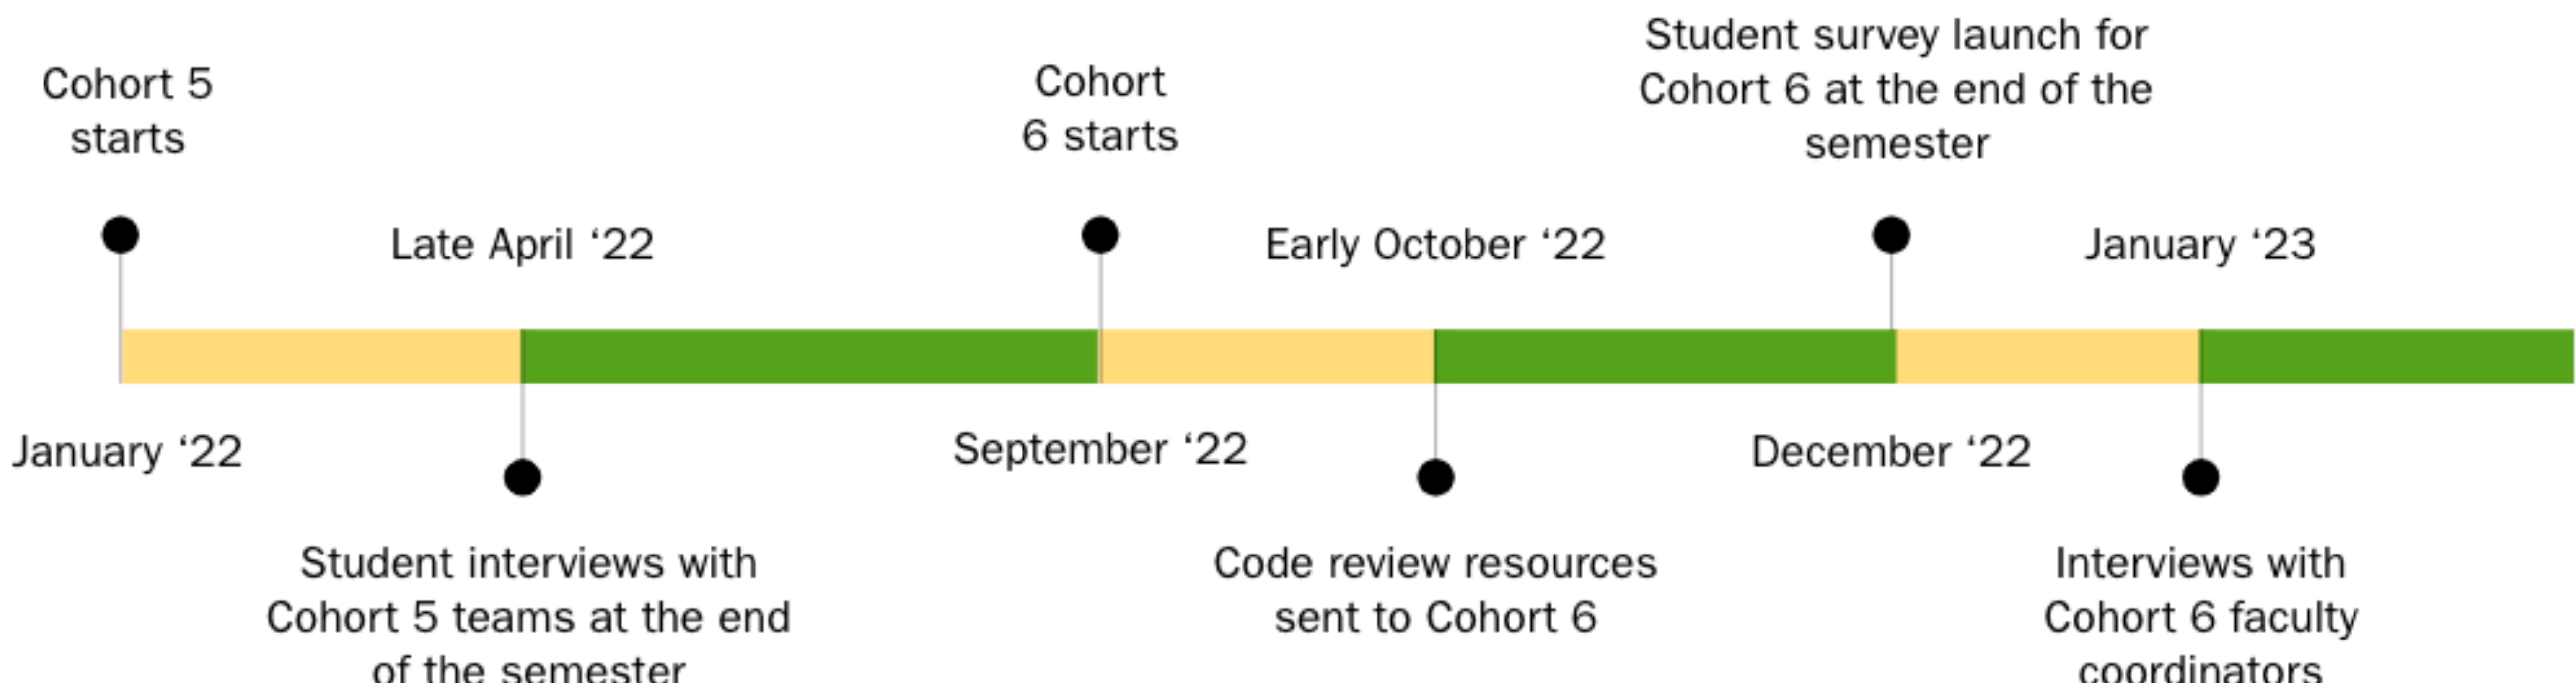 Cohort 5
starts
January ‘22
Late April ‘22
Student interviews with
Cohort 5 teams at the end
of the semester
Cohort
6 starts
September ‘22
Early October ‘22
Code review resources
sent to Cohort 6
Student survey launch for
Cohort 6 at the end of the
semester
December ‘22
January ‘23
Interviews with
Cohort 6 faculty
coordinators